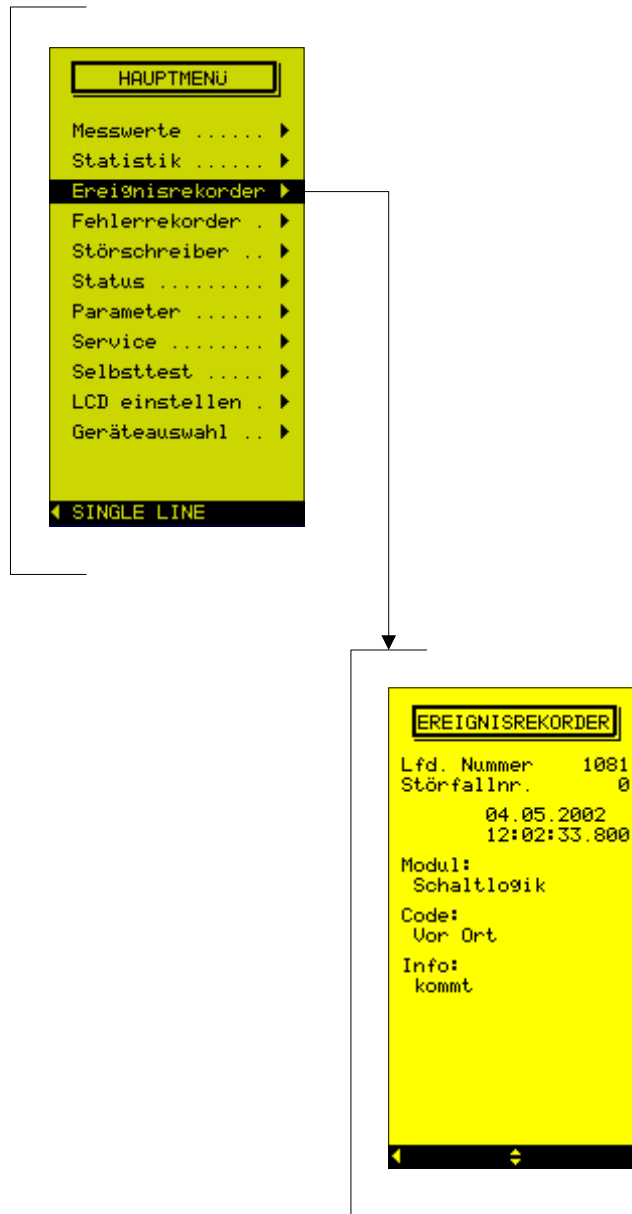 HAUPTMENÜ
Messwerte ......
Statistik ......
Ereignisrekorder
Fehlerrekorder .
Störschreiber ..
Status .........
Parameter ......
Service ........
Selbsttest .....
LCD einstellen .
Geräteauswahl ..
SINGLE LINE
EREIGNISREKORDER
Lfd. Nummer 1081
Störfallnr. 0
04.05.2002
12:02:33.800
Modul:
Schaltlogik
Code:
Vor Ort
Info:
kommt